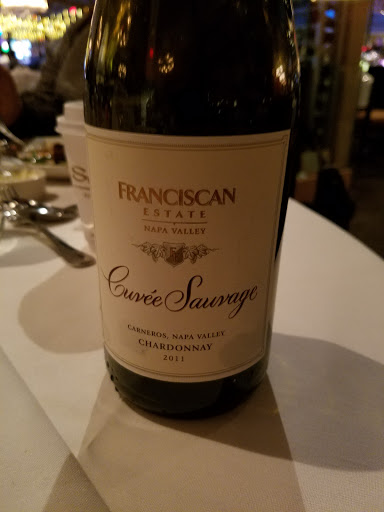 FRANCISCAN
ESTATE
NAPA VALLEY
Cuvée Sauvage
CARNEROS, NAPA VALLEY
CHARDONNAY
2011